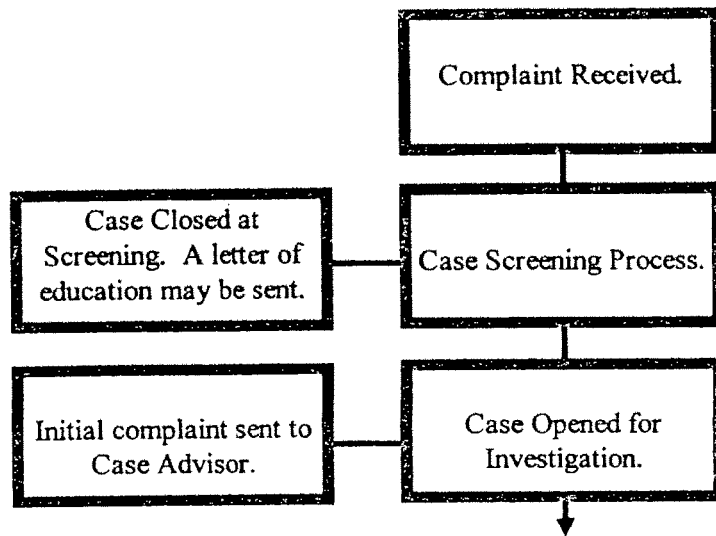 Complaint Received.
Case Closed at
Screening. A letter of
education may be sent.
Case Screening Process.
Initial complaint sent to
Case Advisor.
Case Opened for
Investigation.